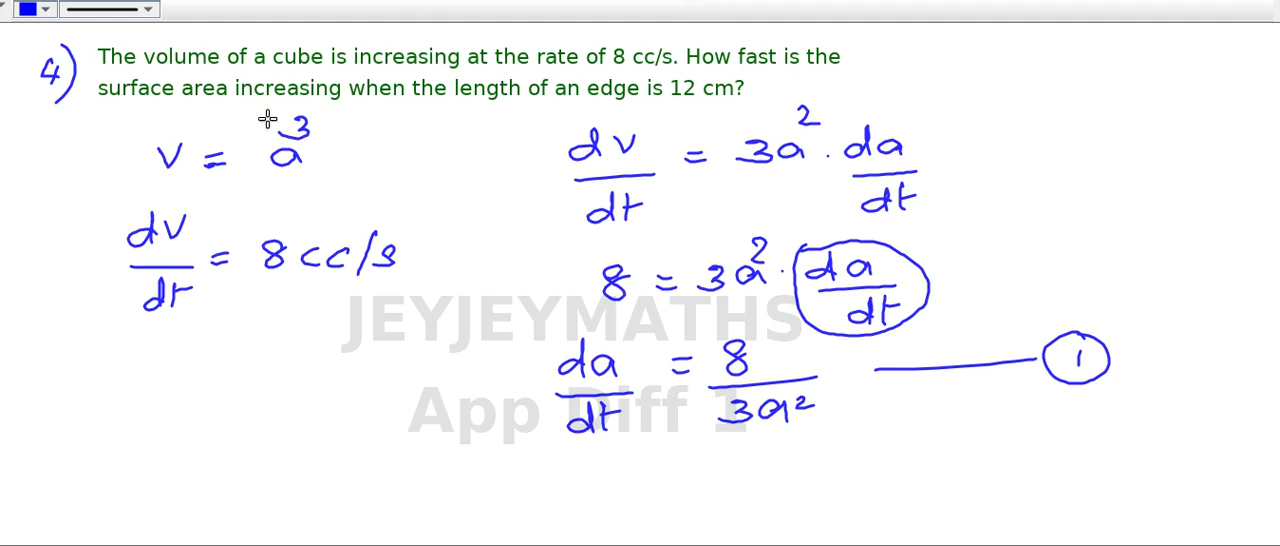 4) The volume of a cube is increasing at the rate of 8 cc/s. How fast is the
surface area increasing when the length of an edge is 12 cm?
V = a³
dV/dt = 8cc/s
dv/dt = 3a² · da/dt
8 = 3a² · da/dt
da/dt = 8/3a² ——— ①
JEYJEYMATHS
App Diff 1